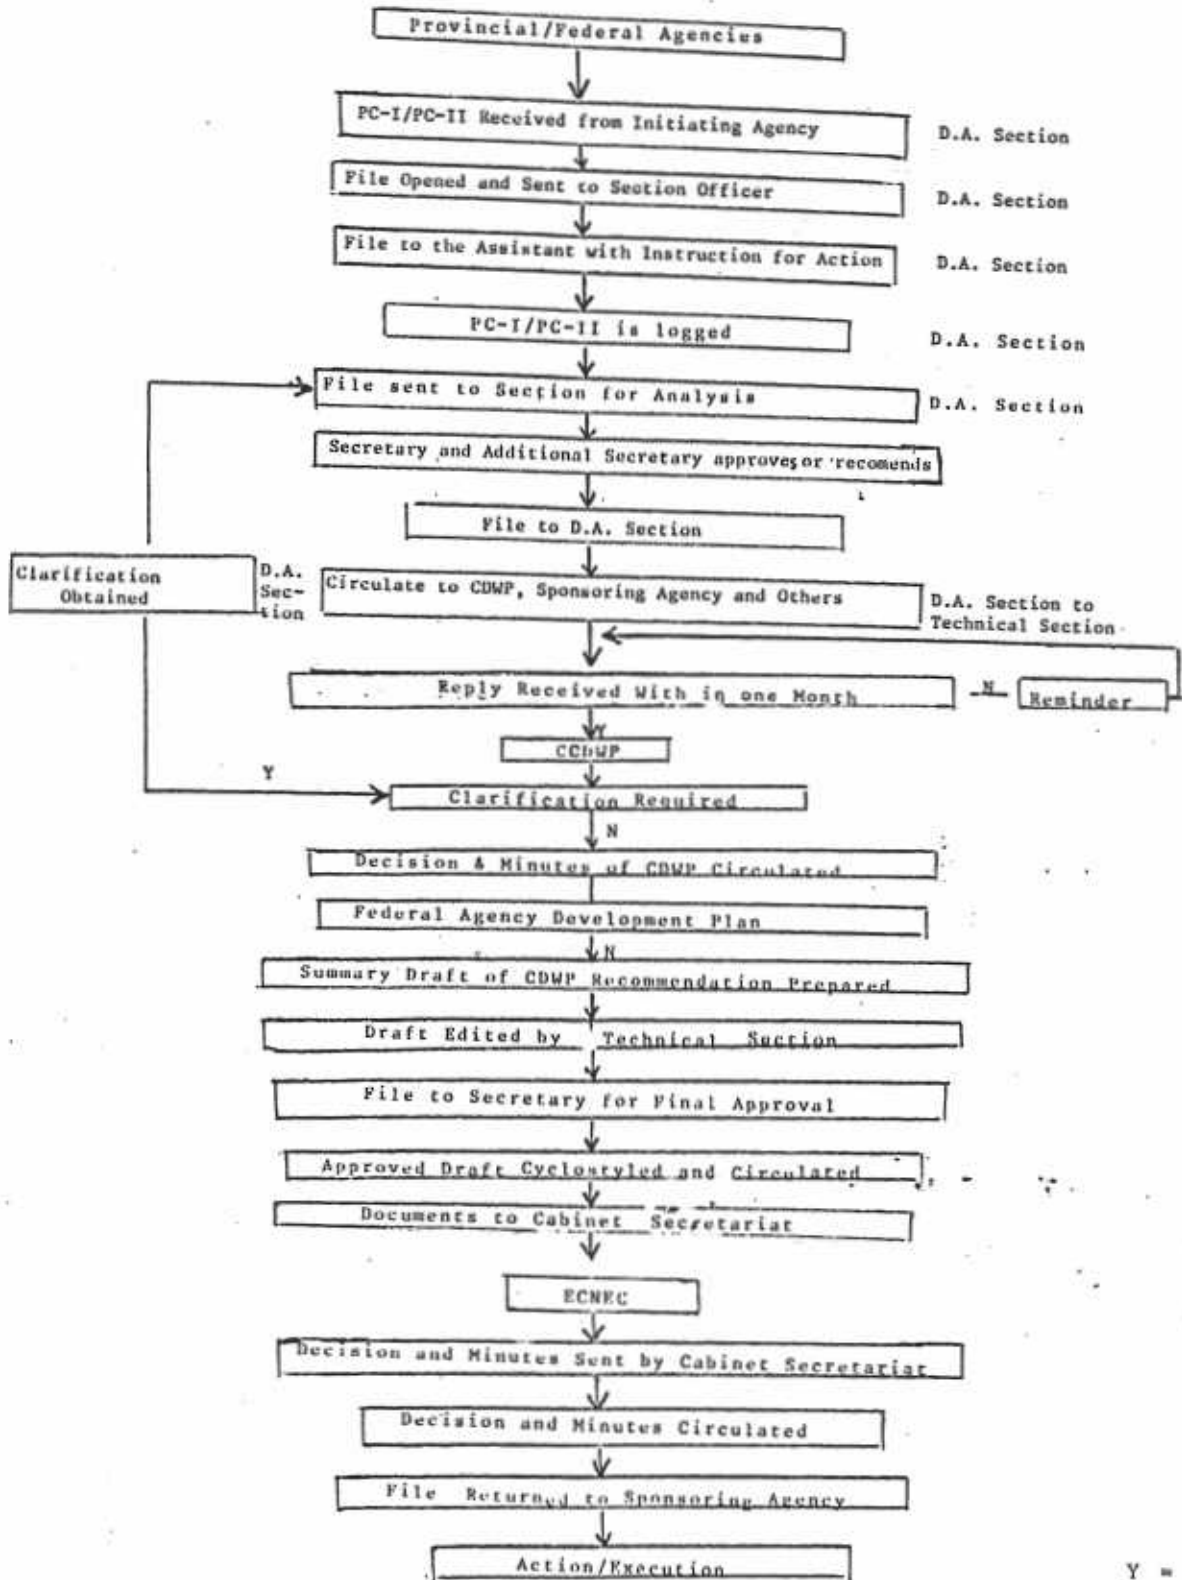 Provincial/Federal Agencies
PC-I/PC-II Received from Initiating Agency
D.A. Section
File Opened and Sent to Section Officer
D.A. Section
File to the Assistant with Instruction for Action
D.A. Section
PC-I/PC-II is logged
D.A. Section
File sent to Section for Analysis
D.A. Section
Secretary and Additional Secretary approves or recomends
File to D.A. Section
Clarification
Obtained
D.A.
Sec-
tion
Circulate to CDWP, Sponsoring Agency and Others
D.A. Section to
Technical Section
Reply Received With in one Month
N
Reminder
Y
CCDWP
Y
Clarification Required
N
Decision & Minutes of CDWP Circulated
Federal Agency Development Plan
N
Summary Draft of CDWP Recommendation Prepared
Draft Edited by Technical Section
File to Secretary for Final Approval
Approved Draft Cyclostyled and Circulated
Documents to Cabinet Secretariat
ECNEC
Decision and Minutes Sent by Cabinet Secretariat
Decision and Minutes Circulated
File Returned to Sponsoring Agency
Action/Execution
Y =